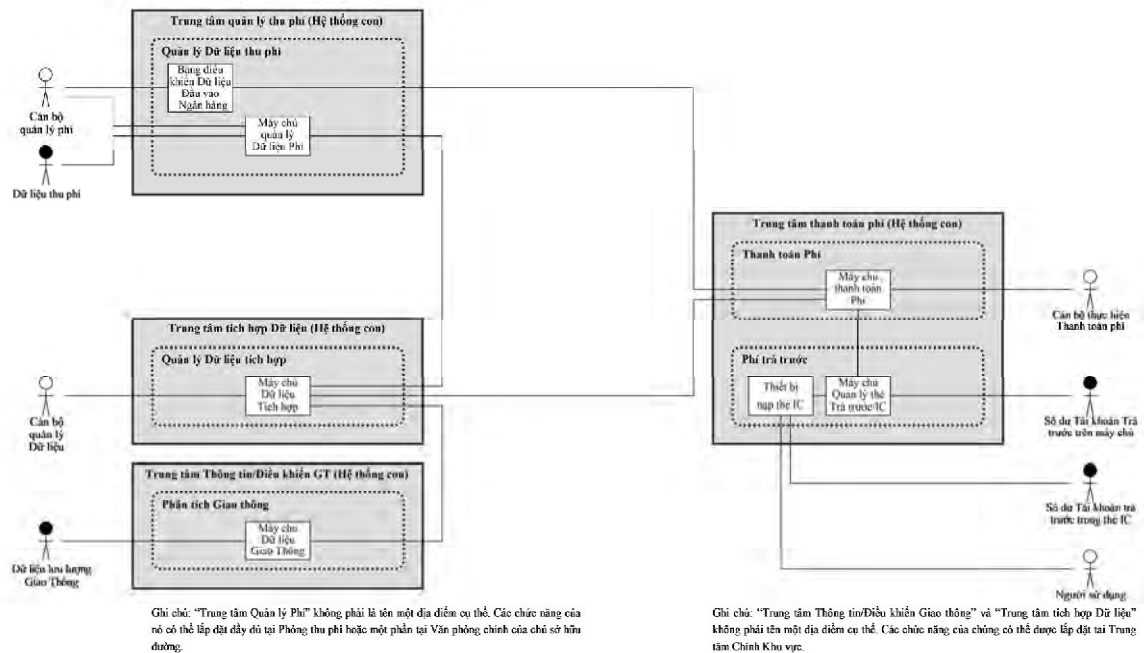 Trung tâm quản lý thu phí (Hệ thống con)
Quản lý Dữ liệu thu phí
Bảng điều
khiển Dữ liệu
Đầu vào
Ngân hàng
Máy chủ
quản lý
Dữ liệu Phí
Cán bộ
quản lý phí
Dữ liệu thu phí
Trung tâm tích hợp Dữ liệu (Hệ thống con)
Quản lý Dữ liệu tích hợp
Máy chủ
Dữ liệu
Tích hợp
Cán bộ
quản lý
Dữ liệu
Trung tâm Thông tin/Điều khiển GT (Hệ thống con)
Phân tích Giao thông
Máy chủ
Dữ liệu
Giao Thông
Dữ liệu lưu lượng
Giao Thông
Trung tâm thanh toán phí (Hệ thống con)
Thanh toán Phí
Máy chủ
thanh toán
Phí
Phí trả trước
Thiết bị
nạp thẻ IC
Máy chủ
Quản lý thẻ
Trả trước/IC
Cán bộ thực hiện
Thanh toán phí
Số dư Tài khoản Trả
trước trên máy chủ
Số dư Tài khoản trả
trước trong thẻ IC
Người sử dụng
Ghi chú: “Trung tâm Quản lý Phí” không phải là tên một địa điểm cụ thể. Các chức năng của
nó có thể lắp đặt đầy đủ tại Phòng thu phí hoặc một phần tại Văn phòng chính của chủ sở hữu
đường.
Ghi chú: “Trung tâm Thông tin/Điều khiển Giao thông” và “Trung tâm tích hợp Dữ liệu”
không phải tên một địa điểm cụ thể. Các chức năng của chúng có thể được lắp đặt tai Trung
tâm Chính Khu vực.